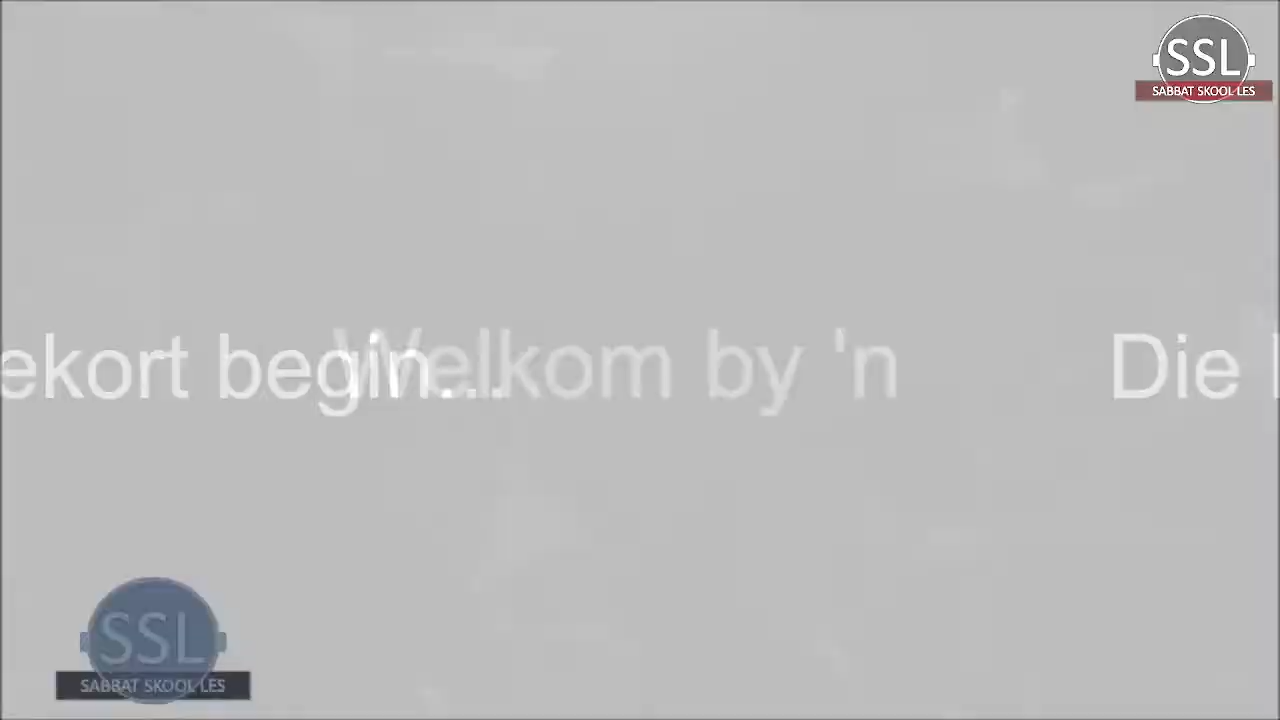 SSL
SABBAT SKOOL LES
ekort begin...
Welkom by 'n
Die
SSL
SABBAT SKOOL LES